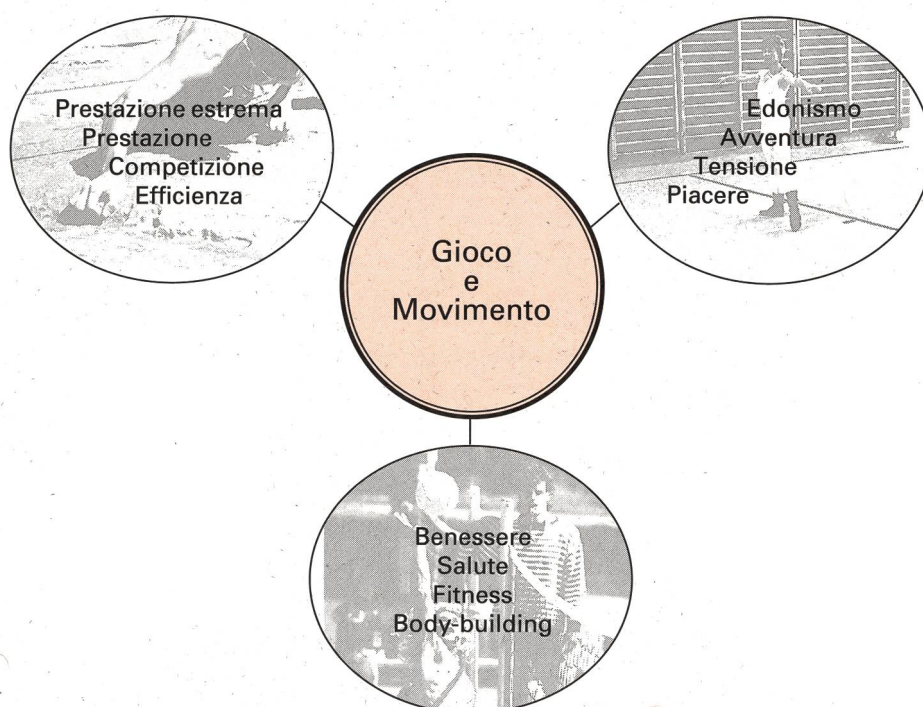 Prestazione estrema
Prestazione
Competizione
Efficienza
Edonismo
Avventura
Tensione
Piacere
Gioco
e
Movimento
Benessere
Salute
Fitness
Body-building